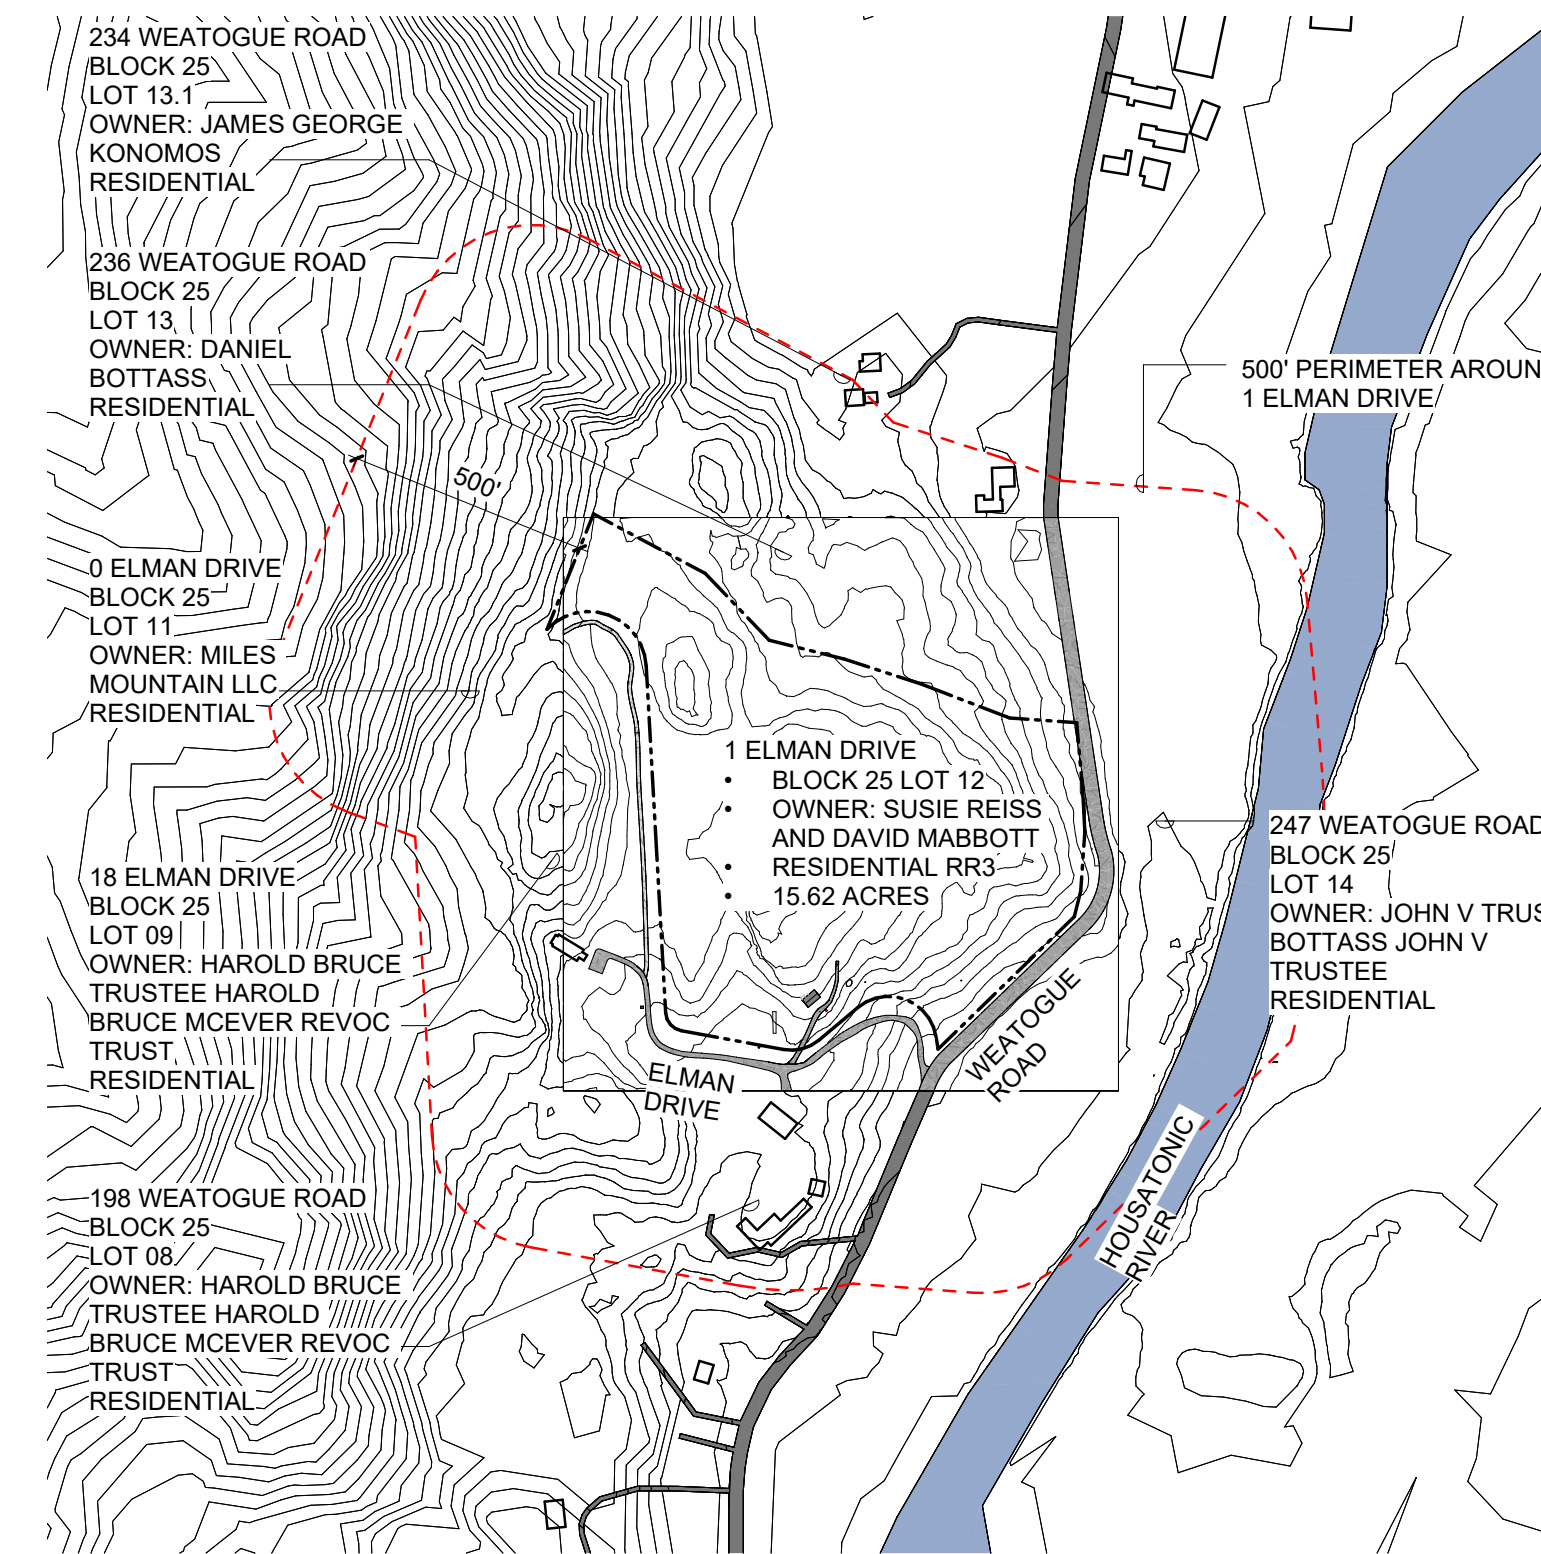 234 WEATOGUE ROAD
BLOCK 25
LOT 13.1
OWNER: JAMES GEORGE
KONOMOS
RESIDENTIAL
236 WEATOGUE ROAD
BLOCK 25
LOT 13
OWNER: DANIEL
BOTTASS
RESIDENTIAL
500'
500' PERIMETER AROUN
1 ELMAN DRIVE
0 ELMAN DRIVE
BLOCK 25
LOT 11
OWNER: MILES
MOUNTAIN LLC
RESIDENTIAL
1 ELMAN DRIVE
• BLOCK 25 LOT 12
• OWNER: SUSIE REISS
AND DAVID MABBOTT
• RESIDENTIAL RR3
• 15.62 ACRES
247 WEATOGUE ROAD
BLOCK 25
LOT 14
OWNER: JOHN V TRUS
BOTTASS JOHN V
TRUSTEE
RESIDENTIAL
18 ELMAN DRIVE
BLOCK 25
LOT 09
OWNER: HAROLD BRUCE
TRUSTEE HAROLD
BRUCE MCEVER REVOC
TRUST
RESIDENTIAL
WEATOGUE
ROAD
ELMAN
DRIVE
HOUSATONIC
RIVER
198 WEATOGUE ROAD
BLOCK 25
LOT 08
OWNER: HAROLD BRUCE
TRUSTEE HAROLD
BRUCE MCEVER REVOC
TRUST
RESIDENTIAL